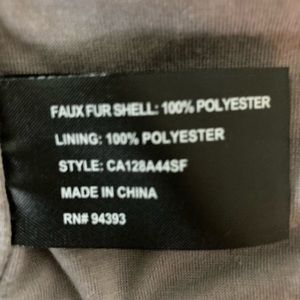 FAUX FUR SHELL: 100% POLYESTER
LINING: 100% POLYESTER
STYLE: CA128A44SF
MADE IN CHINA
RN# 94393